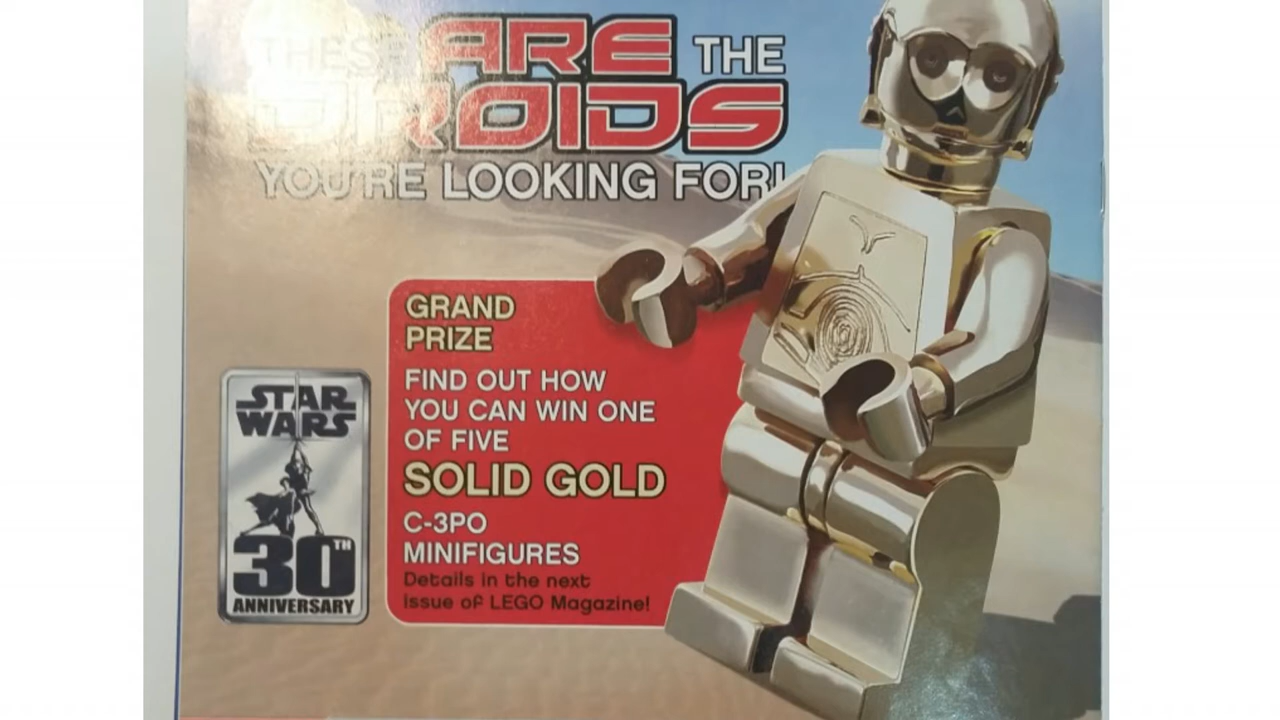 THESE ARE THE
DROIDS
YOU'RE LOOKING FOR!
GRAND
PRIZE
FIND OUT HOW
YOU CAN WIN ONE
OF FIVE
SOLID GOLD
C-3PO
MINIFIGURES
Details in the next
issue of LEGO Magazine!
STAR
WARS
30TH
ANNIVERSARY